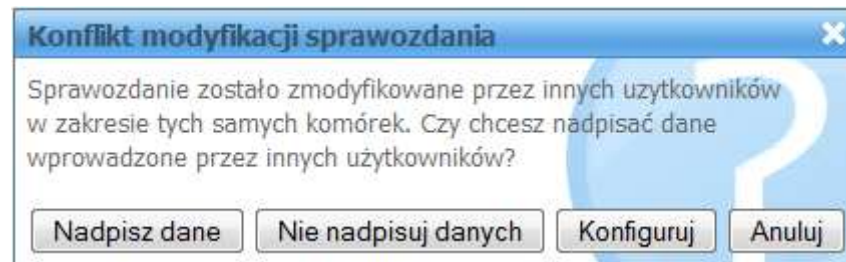 Konflikt modyfikacji sprawozdania
Sprawozdanie zostało zmodyfikowane przez innych uzytkowników
w zakresie tych samych komórek. Czy chcesz nadpisać dane
wprowadzone przez innych użytkowników?
Nadpisz dane Nie nadpisuj danych Konfiguruj Anuluj